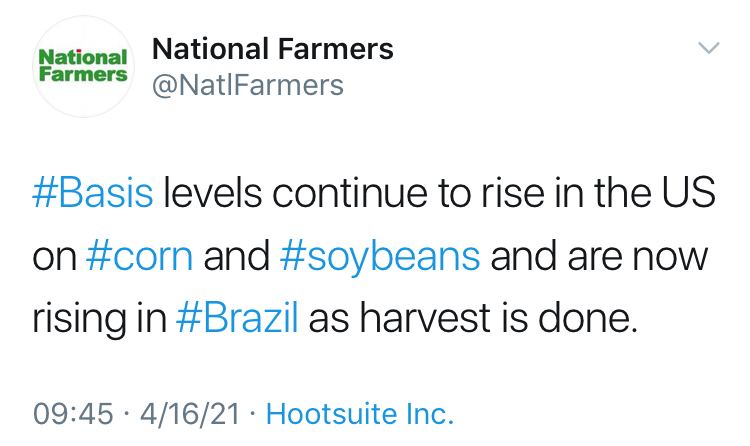 National
Farmers
National Farmers
@NatlFarmers
#Basis levels continue to rise in the US
on #corn and #soybeans and are now
rising in #Brazil as harvest is done.
09:45 · 4/16/21 · Hootsuite Inc.